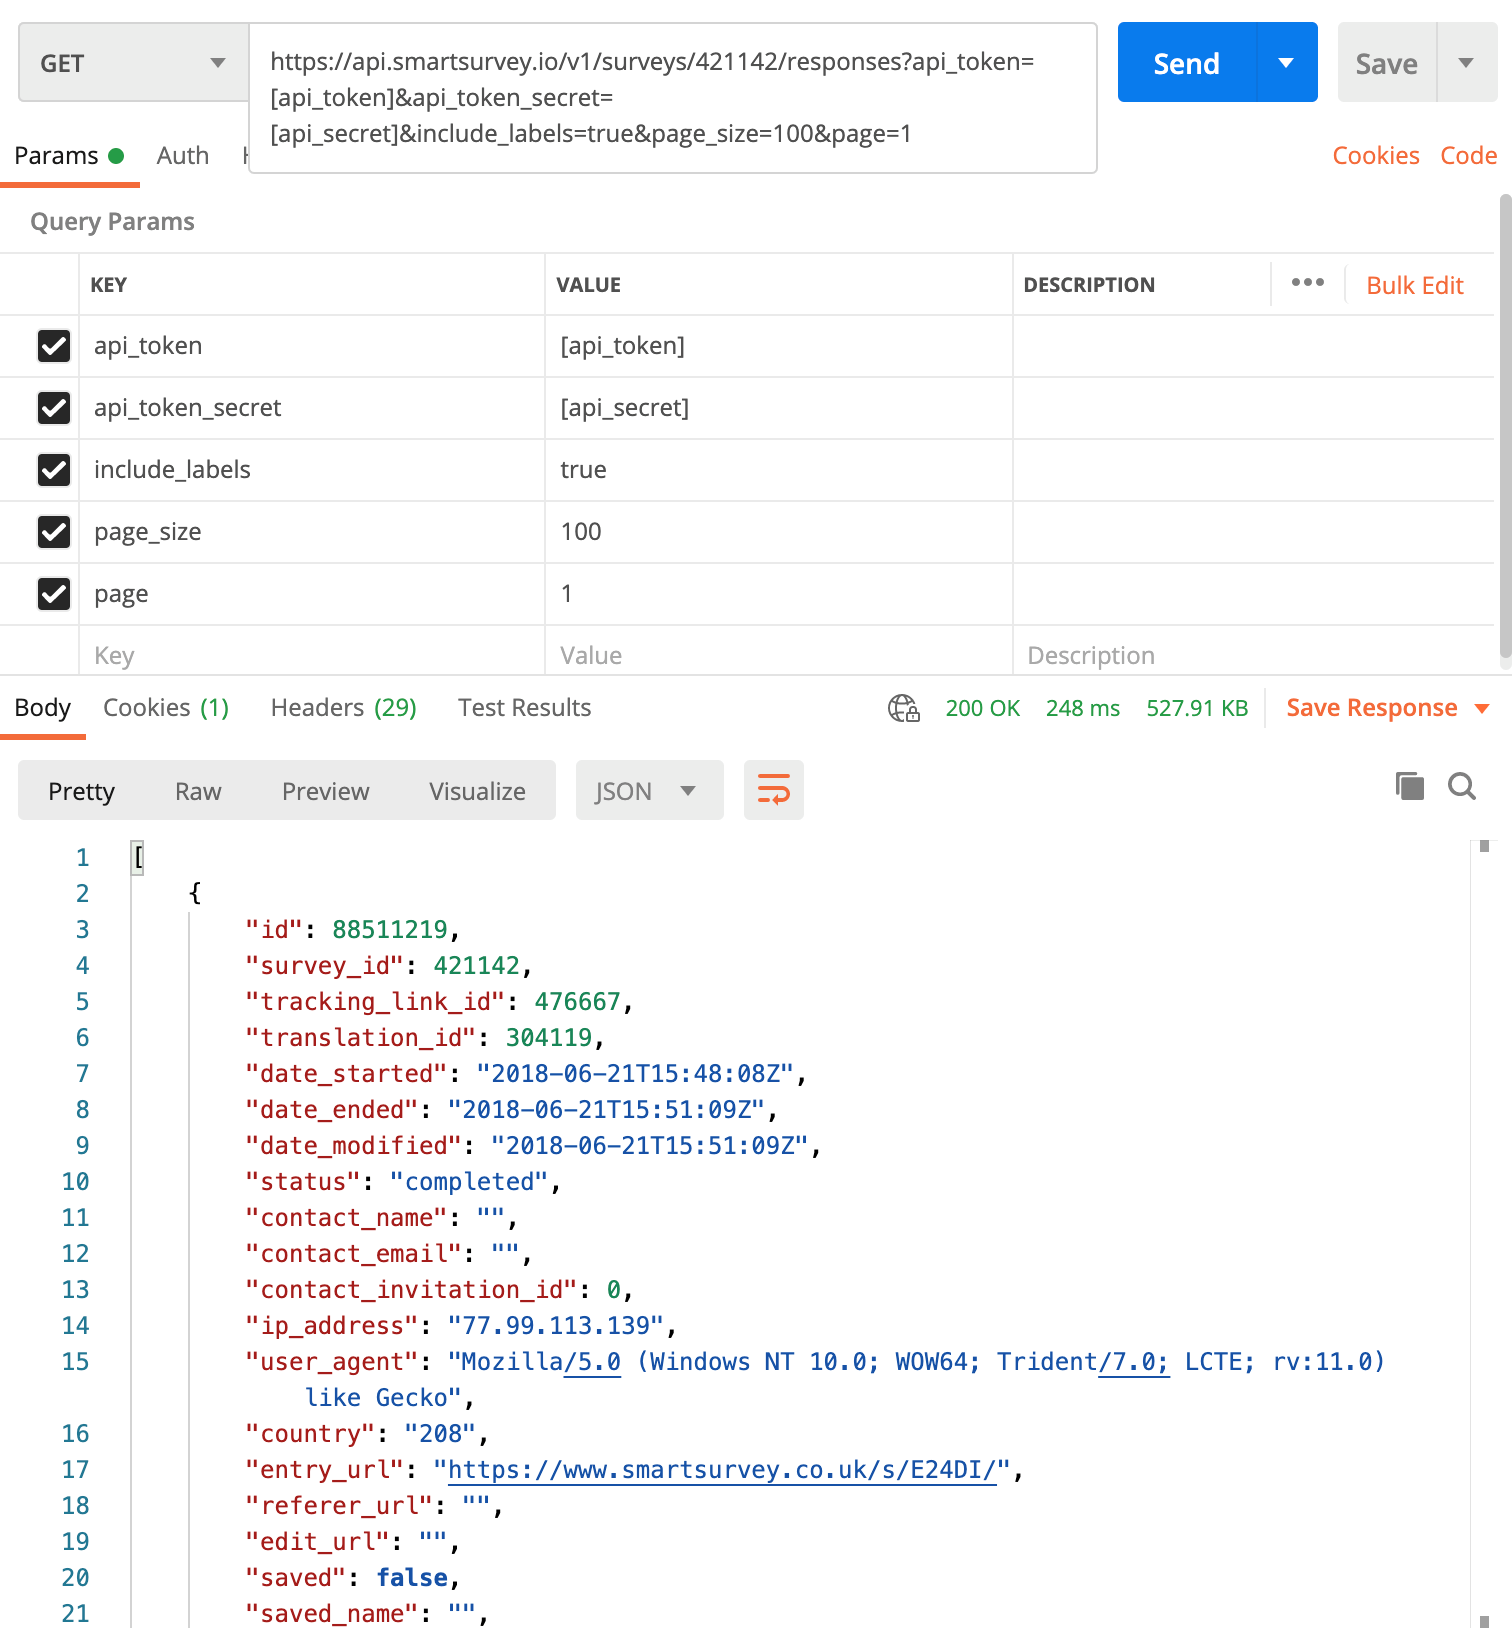 GET
https://api.smartsurvey.io/v1/surveys/421142/responses?api_token=
[api_token]&api_token_secret=
[api_secret]&include_labels=true&page_size=100&page=1
Send
Save
Params
Auth
Cookies Code
Query Params
KEY VALUE DESCRIPTION ••• Bulk Edit
api_token [api_token]
api_token_secret [api_secret]
include_labels true
page_size 100
page 1
Key Value Description
Body Cookies (1) Headers (29) Test Results 200 OK 248 ms 527.91 KB Save Response
Pretty Raw Preview Visualize JSON
1 [
2 {
3 "id": 88511219,
4 "survey_id": 421142,
5 "tracking_link_id": 476667,
6 "translation_id": 304119,
7 "date_started": "2018-06-21T15:48:08Z",
8 "date_ended": "2018-06-21T15:51:09Z",
9 "date_modified": "2018-06-21T15:51:09Z",
10 "status": "completed",
11 "contact_name": "",
12 "contact_email": "",
13 "contact_invitation_id": 0,
14 "ip_address": "77.99.113.139",
15 "user_agent": "Mozilla/5.0 (Windows NT 10.0; WOW64; Trident/7.0; LCTE; rv:11.0)
like Gecko",
16 "country": "208",
17 "entry_url": "https://www.smartsurvey.co.uk/s/E24DI/",
18 "referer_url": "",
19 "edit_url": "",
20 "saved": false,
21 "saved_name": "",